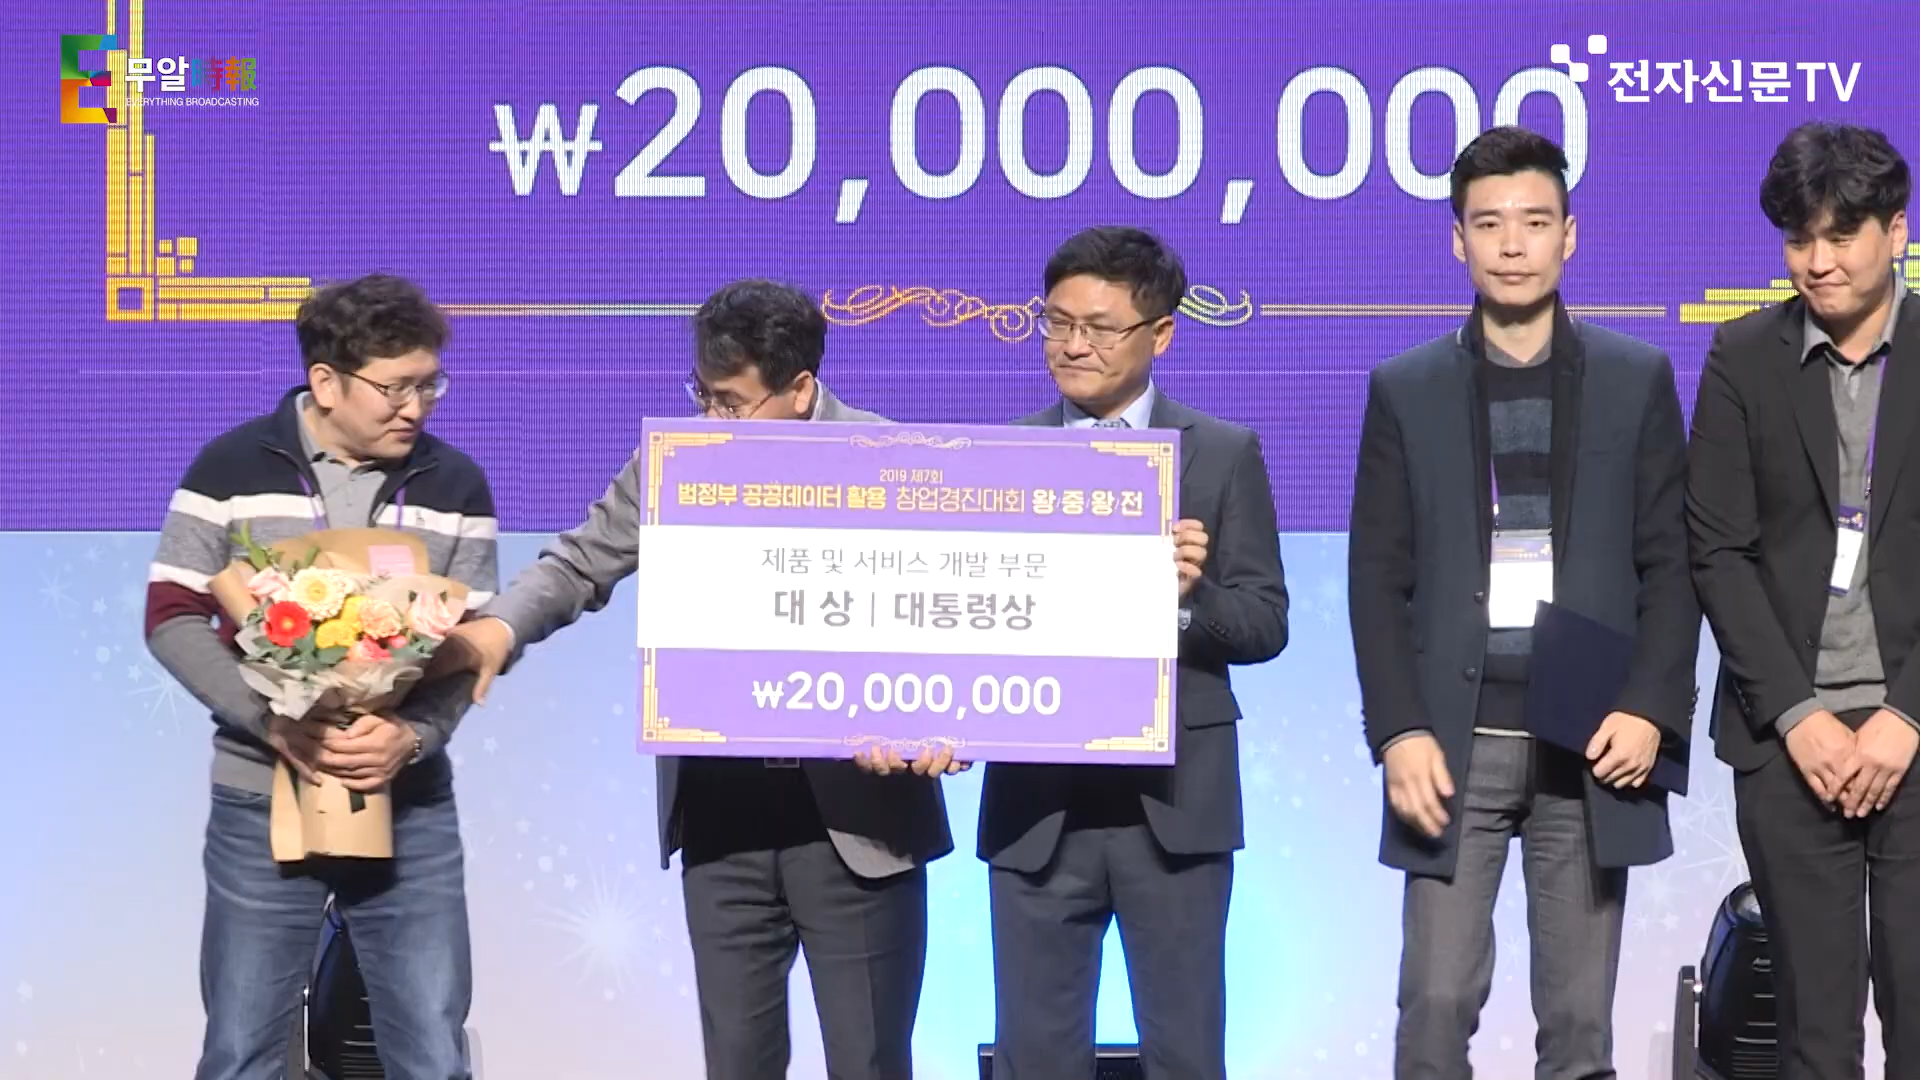 무알時報
EVERYTHING BROADCASTING
전자신문TV
₩20,000,000
2019 제7회
범정부 공공데이터 활용 창업경진대회 왕/중/왕/전
제품 및 서비스 개발 부문
대 상 | 대통령상
₩20,000,000